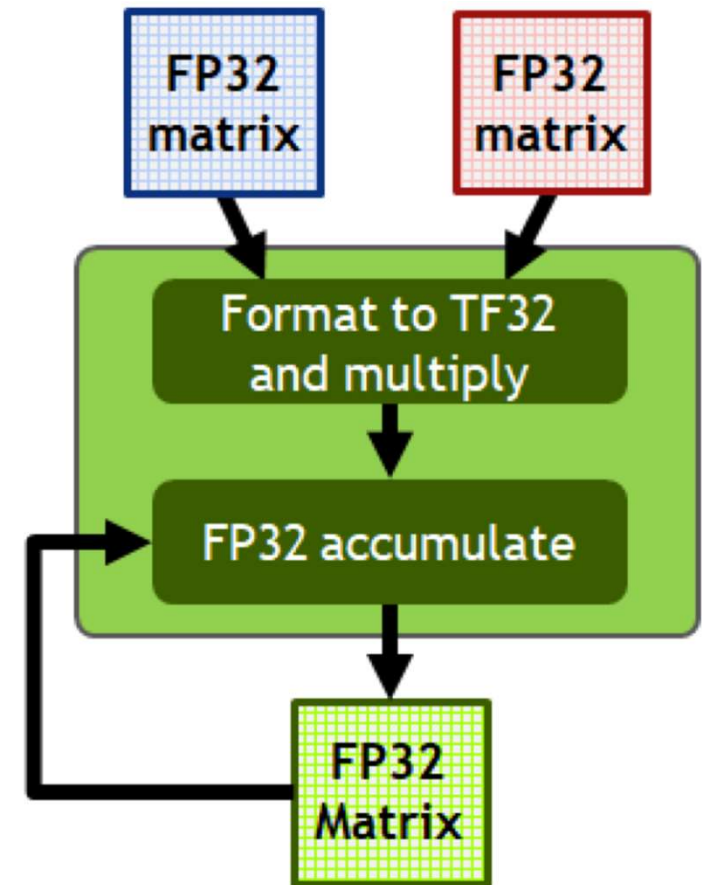 FP32
matrix
FP32
matrix
Format to TF32
and multiply
FP32 accumulate
FP32
Matrix